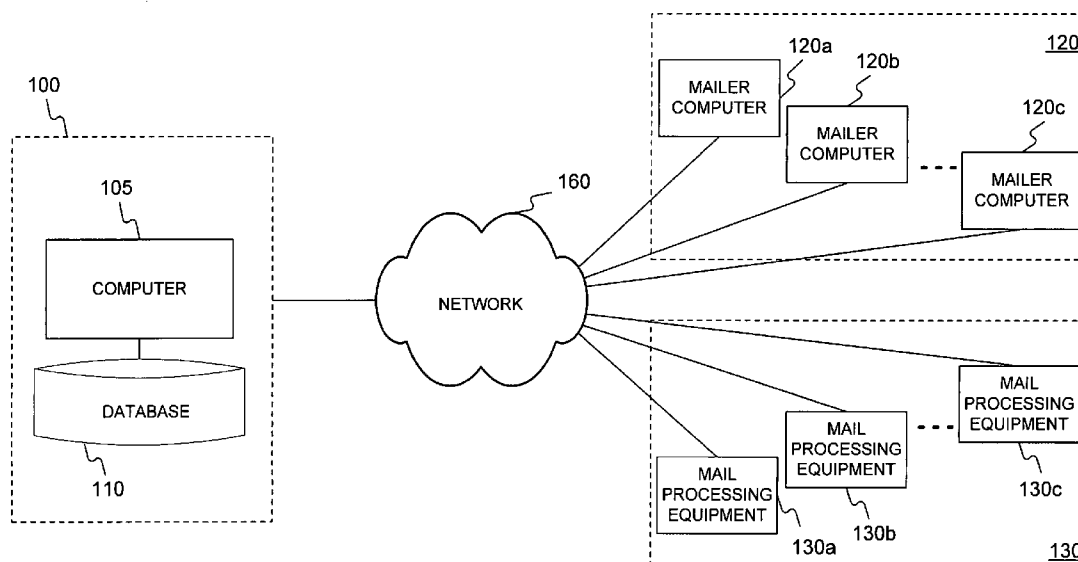 100
105
COMPUTER
DATABASE
110
160
NETWORK
120
120a
MAILER
COMPUTER
120b
MAILER
COMPUTER
120c
MAILER
COMPUTER
MAIL
PROCESSING
EQUIPMENT
130a
MAIL
PROCESSING
EQUIPMENT
130b
MAIL
PROCESSING
EQUIPMENT
130c
130